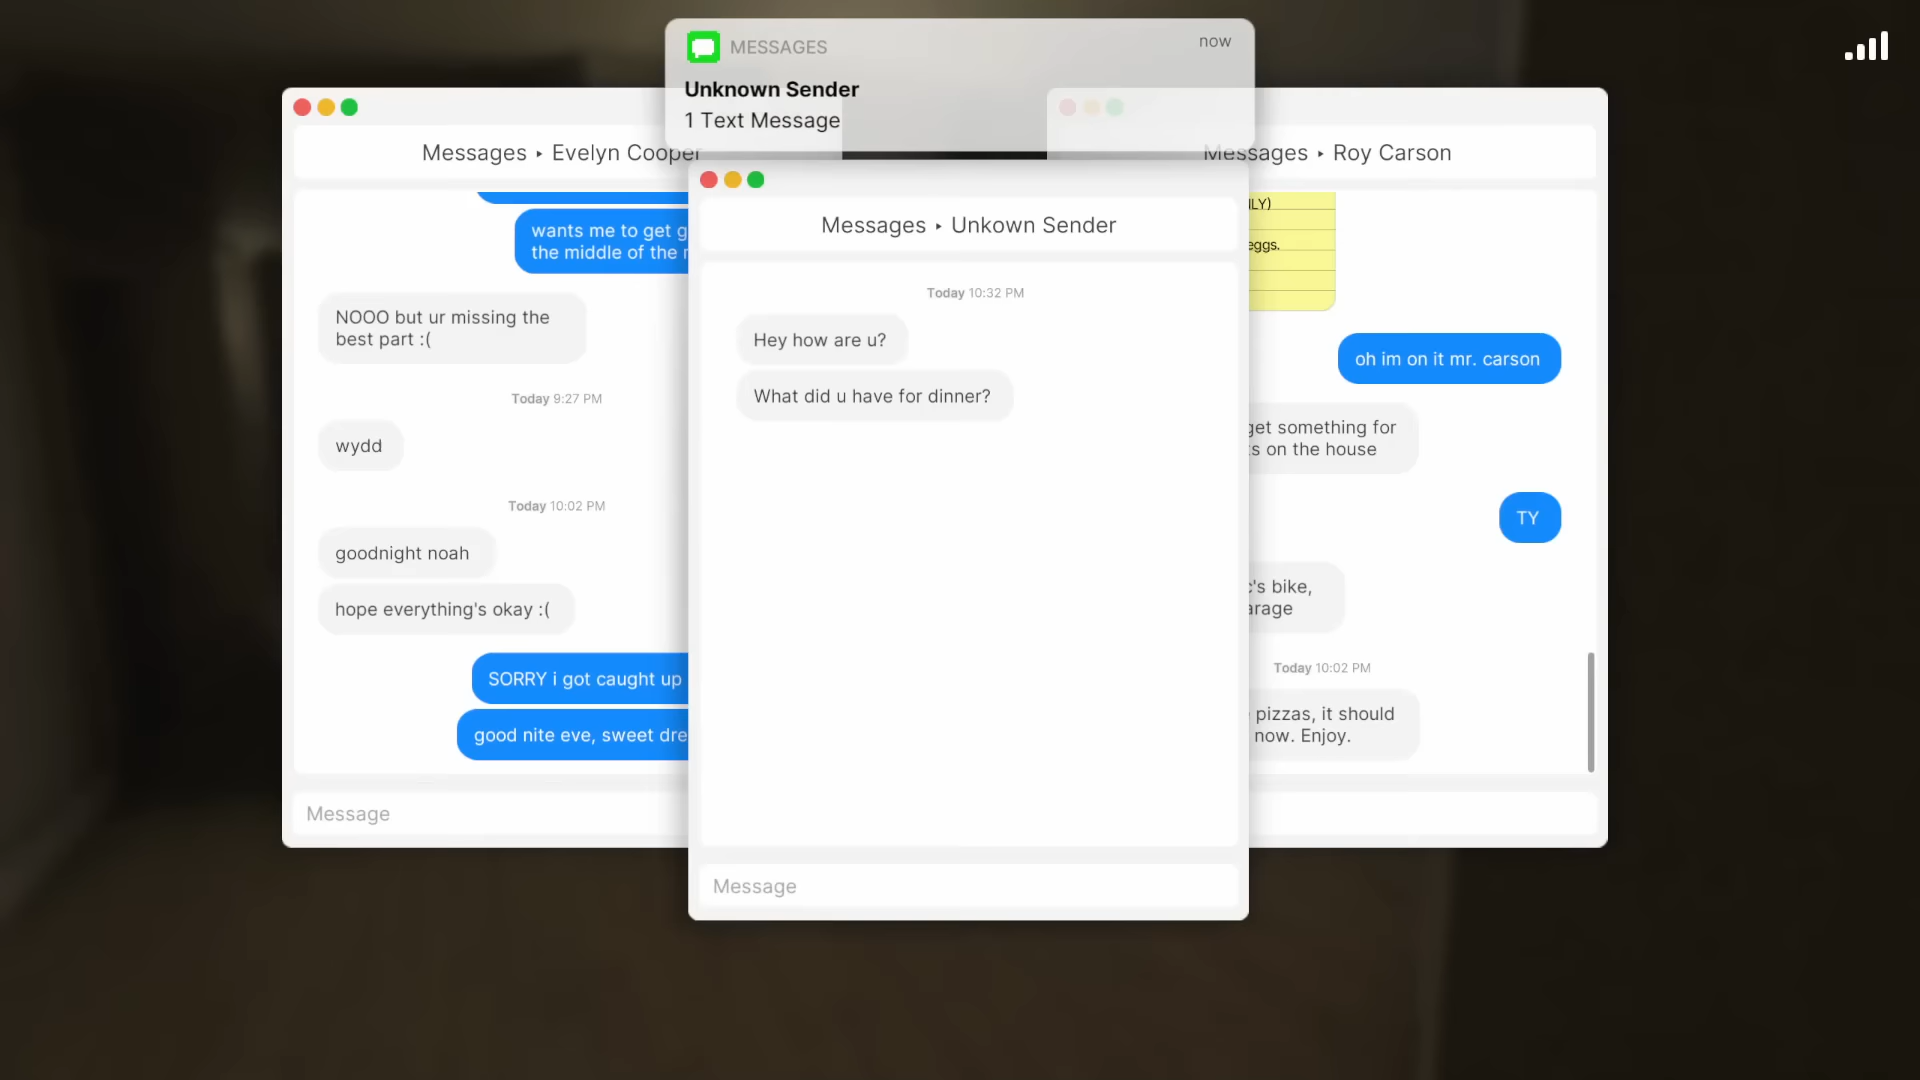 MESSAGES
now
Unknown Sender
1 Text Message
Messages ▸ Evelyn Cooper
wants me to get
the middle of the
NOOO but ur missing the
best part :(
Today 9:27 PM
wydd
Today 10:02 PM
goodnight noah
hope everything's okay :(
SORRY i got caught up
good nite eve, sweet
Message
Messages ▸ Unkown Sender
Today 10:32 PM
Hey how are u?
What did u have for dinner?
Message
Messages ▸ Roy Carson
eggs.
oh im on it mr. carson
get something for
on the house
TY
bike,
Today 10:02 PM
pizzas, it should
now. Enjoy.